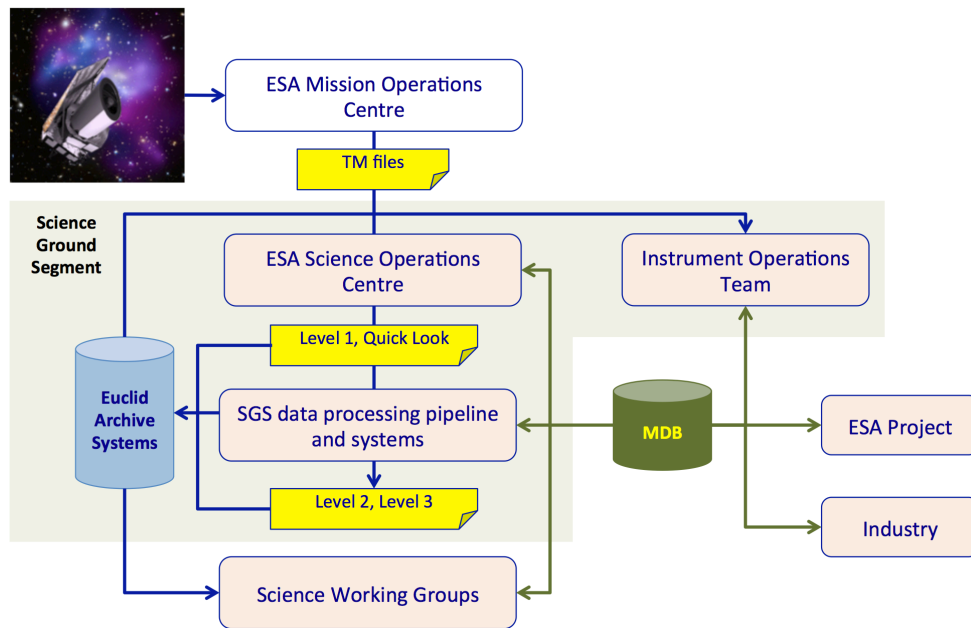 ESA Mission Operations
Centre
TM files
Science
Ground
Segment
ESA Science Operations
Centre
Instrument Operations
Team
Level 1, Quick Look
Euclid
Archive
Systems
SGS data processing pipeline
and systems
MDB
ESA Project
Level 2, Level 3
Industry
Science Working Groups